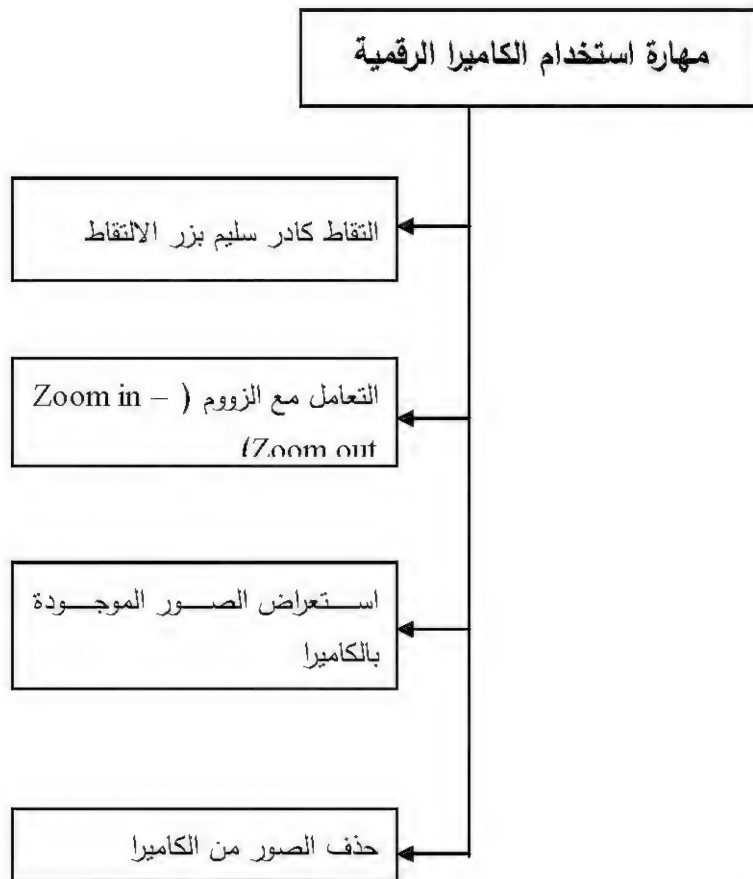 مهارة استخدام الكاميرا الرقمية
التقاط كادر سليم بزر الالتقاط
التعامل مع الزووم ( Zoom in –
Zoom out)
استعراض الصور الموجودة
بالكاميرا
حذف الصور من الكاميرا